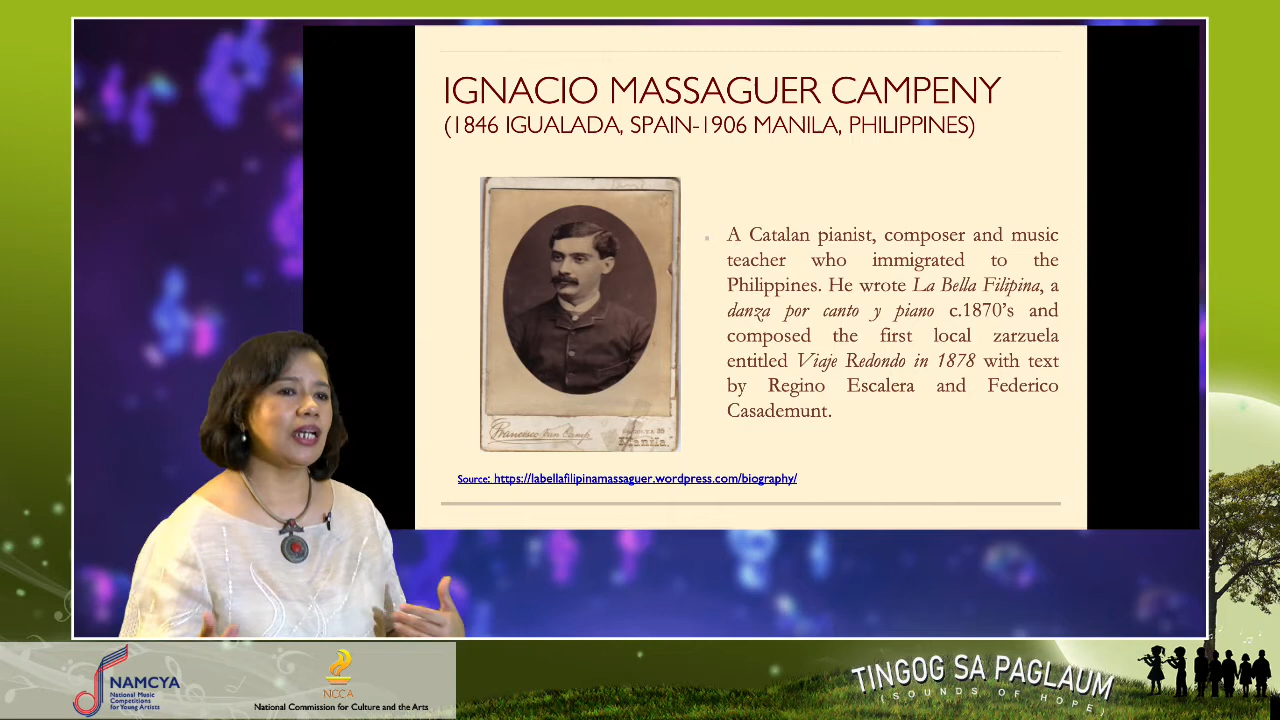 IGNACIO MASSAGUER CAMPENY
(1846 IGUALADA, SPAIN-1906 MANILA, PHILIPPINES)
A Catalan pianist, composer and music
teacher who immigrated to the
Philippines. He wrote La Bella Filipina, a
danza por canto y piano c.1870's and
composed the first local zarzuela
entitled Viaje Redondo in 1878 with text
by Regino Escalera and Federico
Casademunt.
Francisco Van Camp
Manila.
Source: https://labellafilipinamassaguer.wordpress.com/biography/
NAMCYA
National Music
Competitions
for Young Artists
NCCA
National Commission for Culture and the Arts
TINGOG SA PAGLAUM
(SOUNDS OF HOPE)